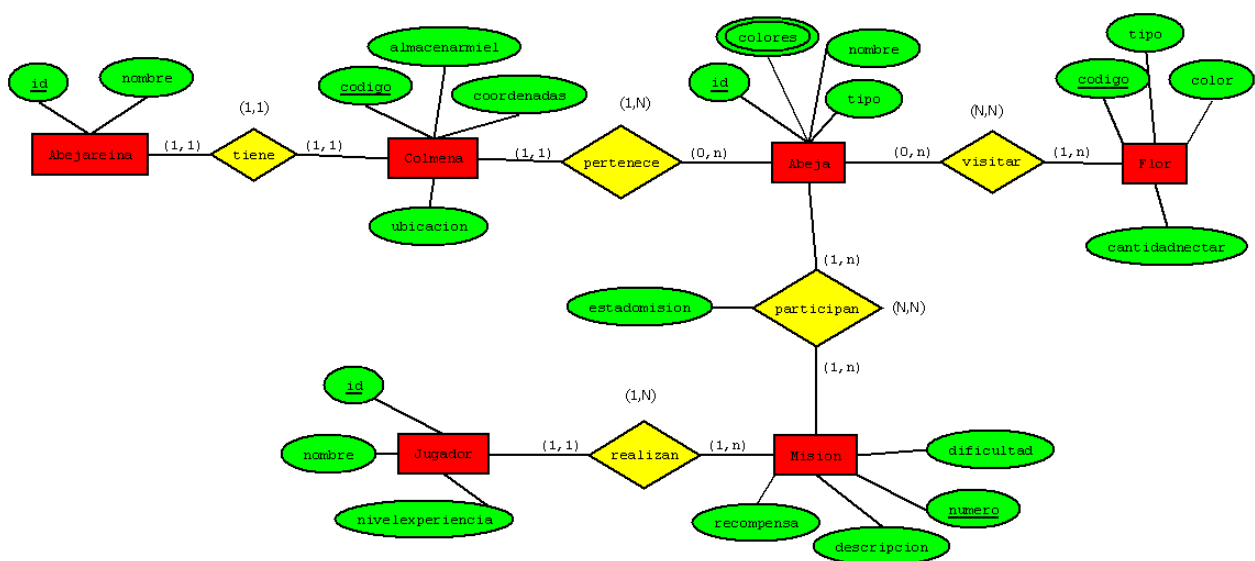 almacenarmiel
colores
nombre
tipo
id
nombre
codigo
coordenadas
id
tipo
codigo
color
(1,1)
(1,N)
(N,N)
Abejareina
(1,1)
tiene
(1,1)
Colmena
(1,1)
pertenece
(0,n)
Abeja
(0,n)
visitar
(1,n)
Flor
ubicacion
cantidadnectar
(1,n)
estadomision
participan
(N,N)
(1,n)
id
(1,N)
nombre
Jugador
(1,1)
realizan
(1,n)
Mision
dificultad
nivelexperiencia
recompensa
numero
descripcion